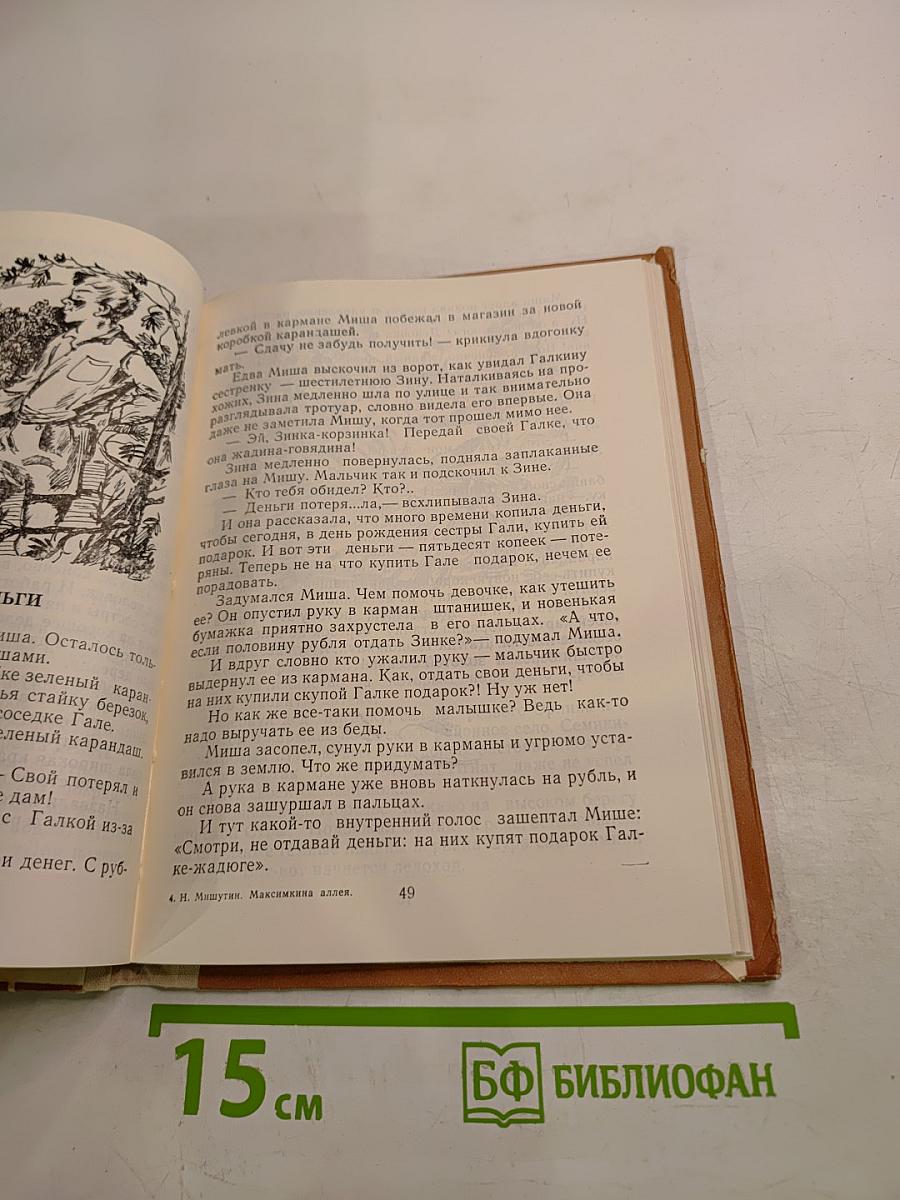 ньги
иша. Осталось толь-
шами.
ке зеленый каран-
ья стайку березок,
соседке Гале.
еленый карандаш.
— Свой потерял и
е дам!
с Галкой из-за
и денег. С руб-
левкой в кармане Миша побежал в магазин за новой
коробкой карандашей.
— Сдачу не забудь получить! — крикнула вдогонку
мать.
Едва Миша выскочил из ворот, как увидал Галкину
сестренку — шестилетнюю Зину. Наталкиваясь на про-
хожих, Зина медленно шла по улице и так внимательно
разглядывала тротуар, словно видела его впервые. Она
даже не заметила Мишу, когда тот прошел мимо нее.
— Эй, Зинка-корзинка! Передай своей Галке, что
она жадина-говядина!
Зина медленно повернулась, подняла заплаканные
глаза на Мишу. Мальчик так и подскочил к Зине.
— Кто тебя обидел? Кто?..
— Деньги потеря...ла,— всхлипывала Зина.
И она рассказала, что много времени копила деньги,
чтобы сегодня, в день рождения сестры Гали, купить ей
подарок. И вот эти деньги — пятьдесят копеек — поте-
ряны. Теперь не на что купить Гале подарок, нечем ее
порадовать.
Задумался Миша. Чем помочь девочке, как утешить
ее? Он опустил руку в карман штанишек, и новенькая
бумажка приятно захрустела в его пальцах. «А что,
если половину рубля отдать Зинке?»— подумал Миша.
И вдруг словно кто ужалил руку — мальчик быстро
выдернул ее из кармана. Как, отдать свои деньги, чтобы
на них купили скупой Галке подарок?! Ну уж нет!
Но как же все-таки помочь малышке? Ведь как-то
надо выручать ее из беды.
Миша засопел, сунул руки в карманы и угрюмо уста-
вился в землю. Что же придумать?
А рука в кармане уже вновь наткнулась на рубль, и
он снова зашуршал в пальцах.
И тут какой-то внутренний голос зашептал Мише:
«Смотри, не отдавай деньги: на них купят подарок Гал-
ке-жадюге».
4. Н. Мишутин. Максимкина аллея.
49
15 см
БФ БИБЛИОФАН